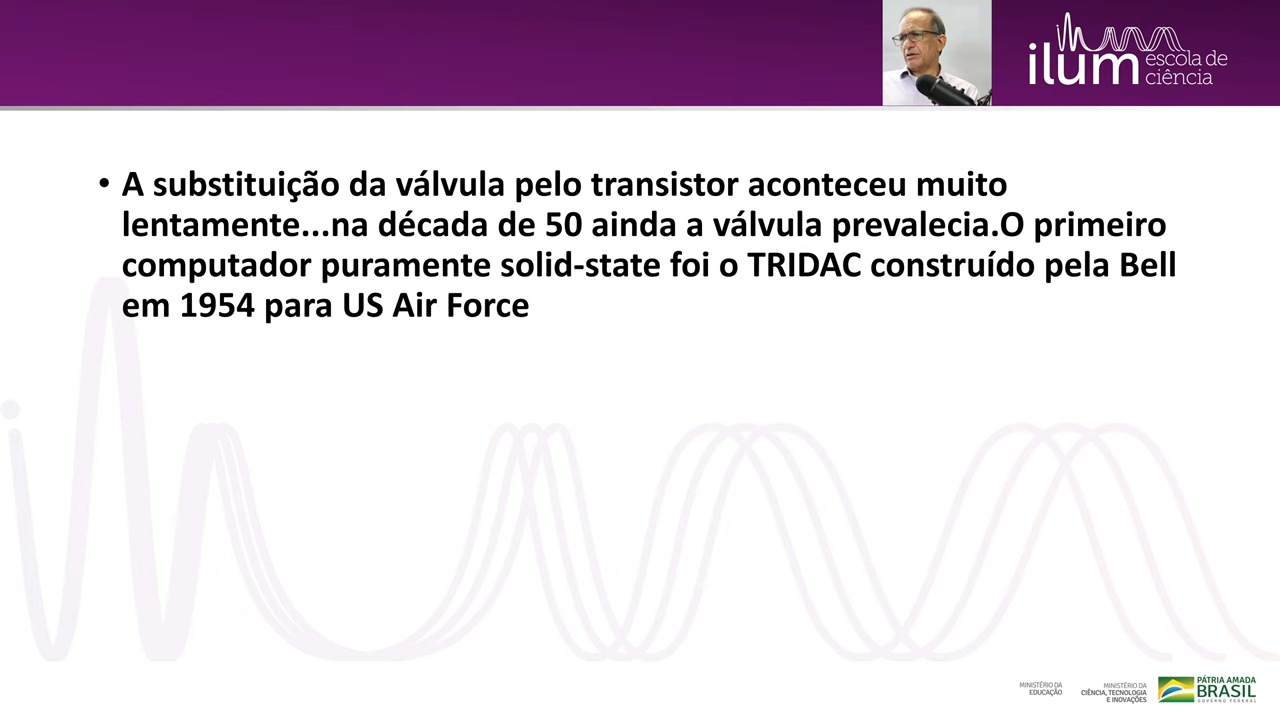 ilum escola de ciência
• A substituição da válvula pelo transistor aconteceu muito
lentamente...na década de 50 ainda a válvula prevalecia.O primeiro
computador puramente solid-state foi o TRIDAC construído pela Bell
em 1954 para US Air Force
MINISTÉRIO DA
EDUCAÇÃO
MINISTÉRIO DA
CIÊNCIA, TECNOLOGIA
E INOVAÇÕES
PÁTRIA AMADA
BRASIL
GOVERNO FEDERAL